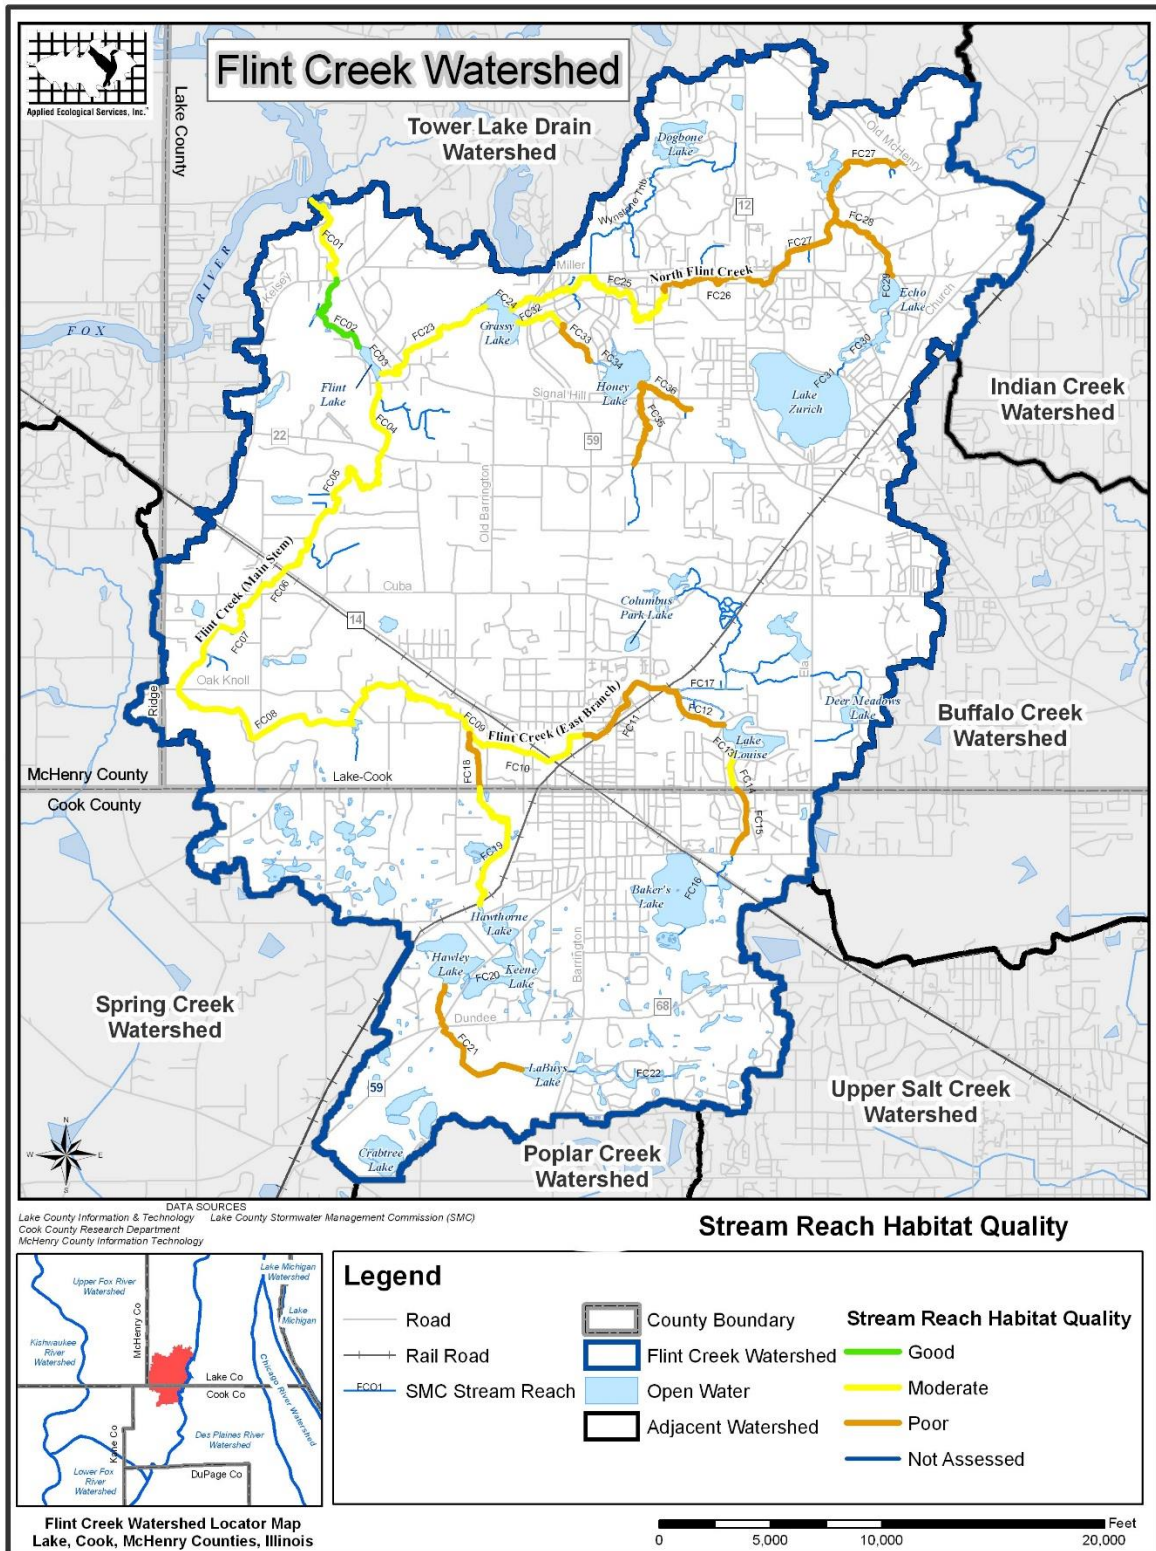 Flint Creek Watershed
Applied Ecological Services, Inc.™
Lake County
Tower Lake Drain
Watershed
Dogbone
Lake
Old McHenry
FC27
Wynstone Trib
12
FC28
FC27
FC01
Kelsey
Miller
North Flint Creek
FC25
FC26
FC29
Echo
Lake
Church
RIVER
FOX
FC02
FC24
FC32
Grassy
Lake
FC23
FC03
FC33
FC34
Honey
Lake
FC30
FC31
Lake
Zurich
Flint
Lake
Signal Hill
FC36
FC35
Indian Creek
Watershed
FC04
22
59
FC05
Old Barrington
Flint Creek (Main Stem)
FC06
Cuba
14
Columbus
Park Lake
FC07
Oak Knoll
Ridge
Ela
FC17
Deer Meadows
Lake
FC08
FC09
Flint Creek (East Branch)
FC11
FC12
Lake
Louise
Buffalo Creek
Watershed
FC10
FC13
FC18
FC14
McHenry County
Lake-Cook
Cook County
FC15
FC19
Baker's
Lake
FC16
Hawthorne
Lake
Hawley
Lake
FC20
Keene
Lake
Barrington
68
Dundee
Spring Creek
Watershed
FC21
LaBuys
Lake
FC22
59
Upper Salt Creek
Watershed
Crabtree
Lake
Poplar Creek
Watershed
N
W E
S
DATA SOURCES
Lake County Information & Technology Lake County Stormwater Management Commission (SMC)
Cook County Research Department
McHenry County Information Technology
Stream Reach Habitat Quality
Upper Fox River
Watershed
Lake Michigan
Watershed
McHenry Co
Lake
Michigan
Kishwaukee
River
Watershed
Lake Co
Cook Co
Chicago River Watershed
Kane Co
Des Plaines River
Watershed
Lower Fox
River
Watershed
DuPage Co
Flint Creek Watershed Locator Map
Lake, Cook, McHenry Counties, Illinois
Legend
Road
Rail Road
FC01 SMC Stream Reach
County Boundary
Flint Creek Watershed
Open Water
Adjacent Watershed
Stream Reach Habitat Quality
Good
Moderate
Poor
Not Assessed
Feet
0 5,000 10,000 20,000